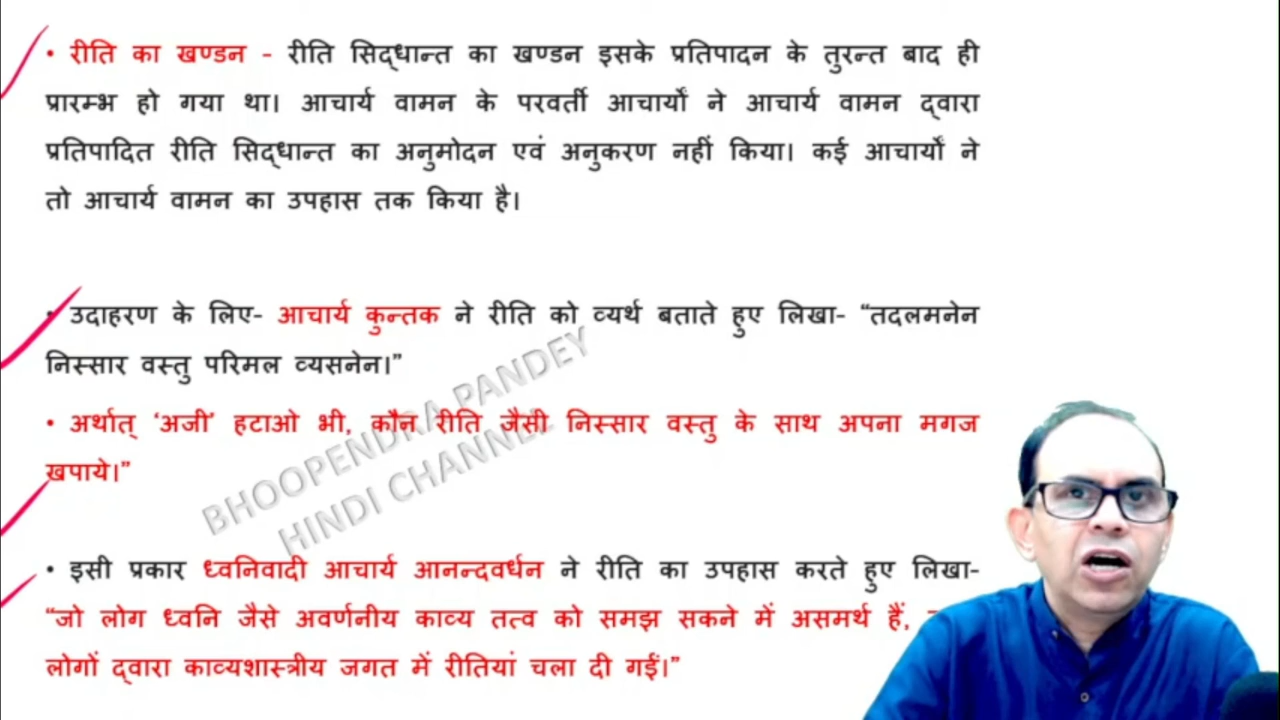 • रीति का खण्डन - रीति सिद्धान्त का खण्डन इसके प्रतिपादन के तुरन्त बाद ही
प्रारम्भ हो गया था। आचार्य वामन के परवर्ती आचार्यों ने आचार्य वामन द्वारा
प्रतिपादित रीति सिद्धान्त का अनुमोदन एवं अनुकरण नहीं किया। कई आचार्यों ने
तो आचार्य वामन का उपहास तक किया है।
• उदाहरण के लिए- आचार्य कुन्तक ने रीति को व्यर्थ बताते हुए लिखा- “तदलमनेन
निस्सार वस्तु परिमल व्यसनेन।”
• अर्थात् ‘अजी’ हटाओ भी, कौन रीति जैसी निस्सार वस्तु के साथ अपना मगज
खपाये।”
BHOOPENDRA PANDEY
HINDI CHANNEL
• इसी प्रकार ध्वनिवादी आचार्य आनन्दवर्धन ने रीति का उपहास करते हुए लिखा-
“जो लोग ध्वनि जैसे अवर्णनीय काव्य तत्व को समझ सकने में असमर्थ हैं,
लोगों द्वारा काव्यशास्त्रीय जगत में रीतियां चला दी गईं।”